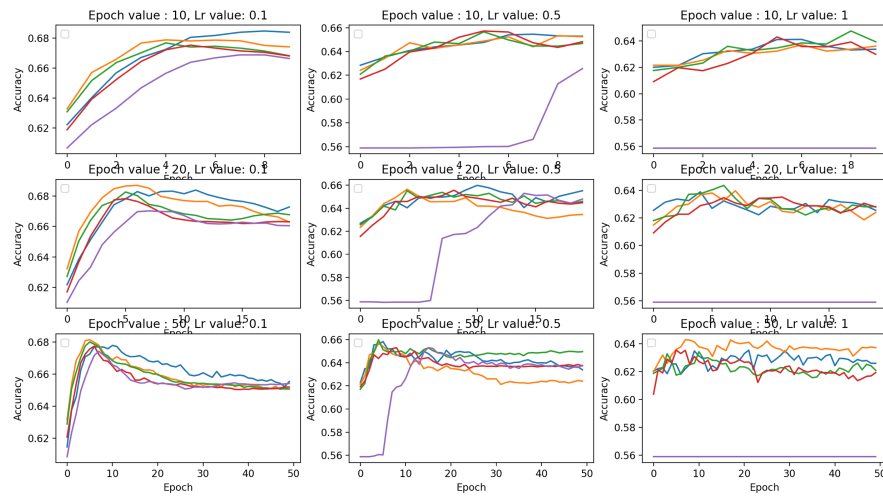 Epoch value : 10, Lr value: 0.1
Epoch value : 10, Lr value: 0.5
Epoch value : 10, Lr value: 1
Accuracy
0.68
0.66
0.64
0.62
0 2 4 6 8
Epoch
Accuracy
0.66
0.64
0.62
0.60
0.58
0.56
0 2 4 6 8
Epoch
Accuracy
0.64
0.62
0.60
0.58
0.56
0 2 4 6 8
Epoch
Epoch value : 20, Lr value: 0.1
Epoch value : 20, Lr value: 0.5
Epoch value : 20, Lr value: 1
Accuracy
0.68
0.66
0.64
0.62
0 5 10 15
Epoch
Accuracy
0.66
0.64
0.62
0.60
0.58
0.56
0 5 10 15
Epoch
Accuracy
0.64
0.62
0.60
0.58
0.56
0 5 10 15
Epoch
Epoch value : 50, Lr value: 0.1
Epoch value : 50, Lr value: 0.5
Epoch value : 50, Lr value: 1
Accuracy
0.68
0.66
0.64
0.62
0 10 20 30 40 50
Epoch
Accuracy
0.66
0.64
0.62
0.60
0.58
0.56
0 10 20 30 40 50
Epoch
Accuracy
0.64
0.62
0.60
0.58
0.56
0 10 20 30 40 50
Epoch